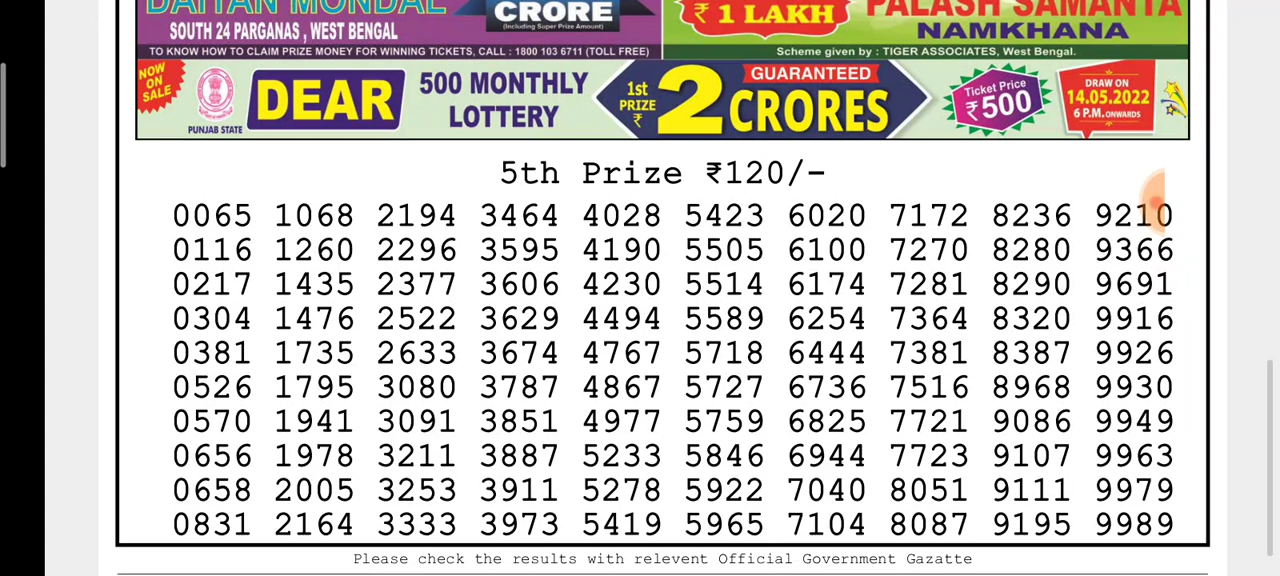 DAITAN MONDAL
SOUTH 24 PARGANAS, WEST BENGAL
CRORE
(Including Super Prize Amount)
₹ 1 LAKH
PALASH SAMANTA
NAMKHANA
TO KNOW HOW TO CLAIM PRIZE MONEY FOR WINNING TICKETS, CALL : 1800 103 6711 (TOLL FREE)
Scheme given by : TIGER ASSOCIATES, West Bengal.
NOW ON SALE
PUNJAB STATE
DEAR
500 MONTHLY
LOTTERY
1st PRIZE ₹
2
GUARANTEED
CRORES
Ticket Price
₹500
DRAW ON
14.05.2022
6 P.M. ONWARDS
5th Prize ₹120/-
0065 1068 2194 3464 4028 5423 6020 7172 8236 9210
0116 1260 2296 3595 4190 5505 6100 7270 8280 9366
0217 1435 2377 3606 4230 5514 6174 7281 8290 9691
0304 1476 2522 3629 4494 5589 6254 7364 8320 9916
0381 1735 2633 3674 4767 5718 6444 7381 8387 9926
0526 1795 3080 3787 4867 5727 6736 7516 8968 9930
0570 1941 3091 3851 4977 5759 6825 7721 9086 9949
0656 1978 3211 3887 5233 5846 6944 7723 9107 9963
0658 2005 3253 3911 5278 5922 7040 8051 9111 9979
0831 2164 3333 3973 5419 5965 7104 8087 9195 9989
Please check the results with relevent Official Government Gazatte